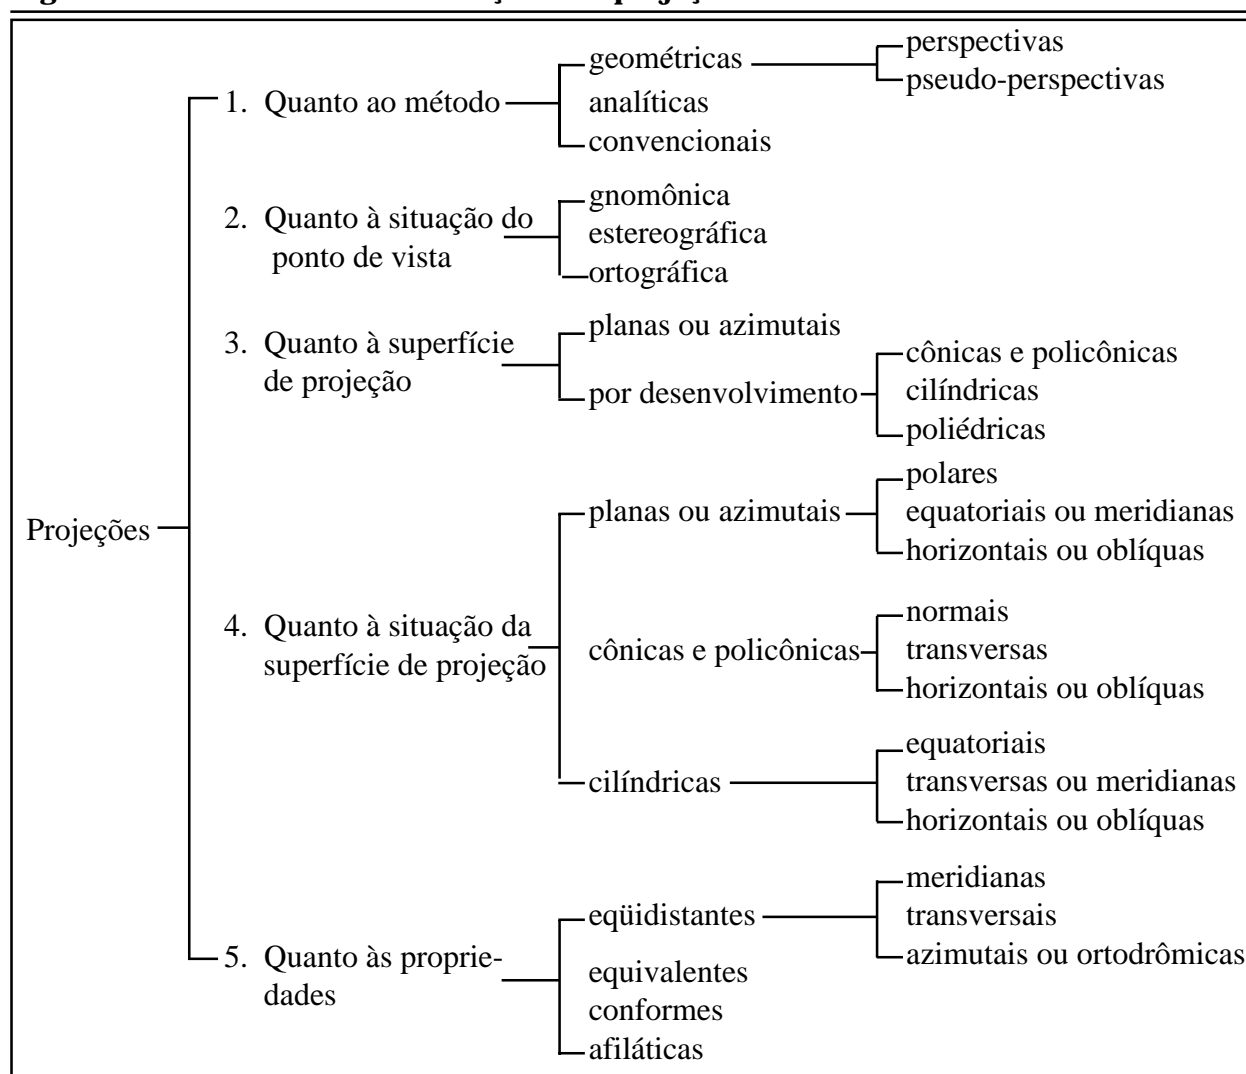 Projeções
1. Quanto ao método
geométricas
perspectivas
pseudo-perspectivas
analíticas
convencionais
2. Quanto à situação do
ponto de vista
gnomônica
estereográfica
ortográfica
3. Quanto à superfície
de projeção
planas ou azimutais
por desenvolvimento
cônicas e policônicas
cilíndricas
poliédricas
4. Quanto à situação da
superfície de projeção
planas ou azimutais
polares
equatoriais ou meridianas
horizontais ou oblíquas
cônicas e policônicas
normais
transversas
horizontais ou oblíquas
cilíndricas
equatoriais
transversas ou meridianas
horizontais ou oblíquas
5. Quanto às proprie-
dades
eqüidistantes
meridianas
transversais
azimutais ou ortodrômicas
equivalentes
conformes
afiláticas